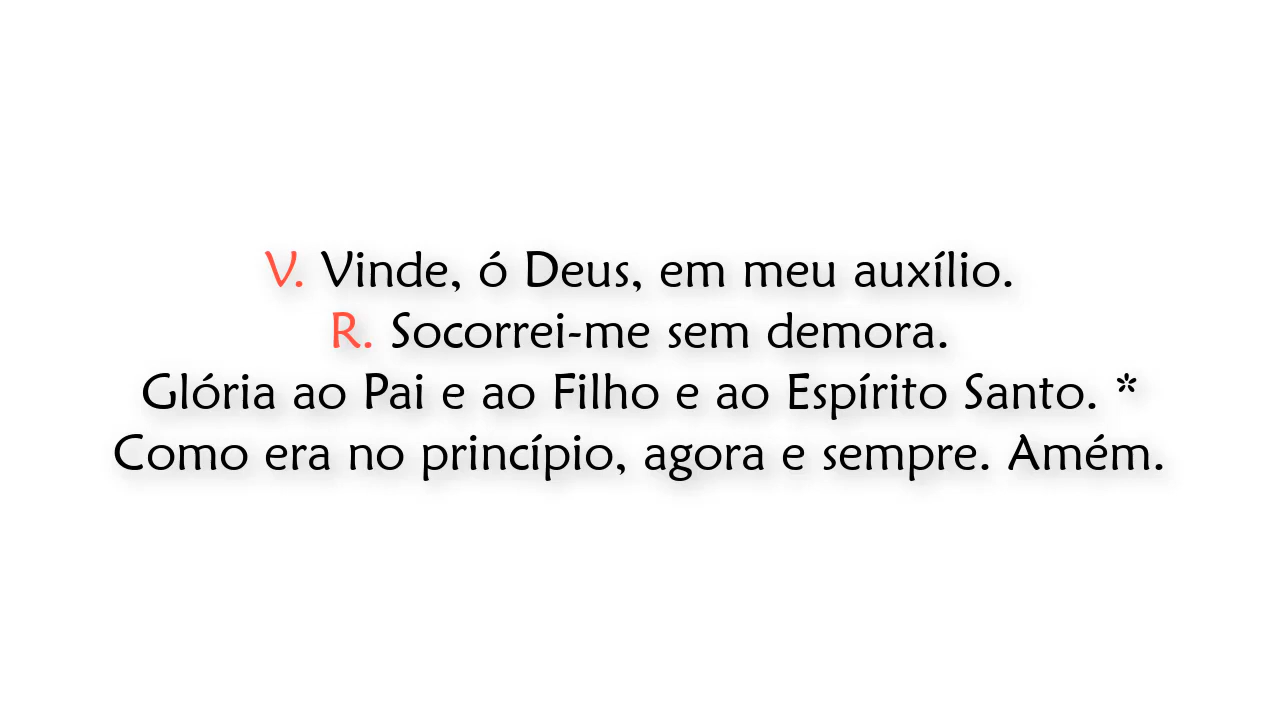 V. Vinde, ó Deus, em meu auxílio.
R. Socorrei-me sem demora.
Glória ao Pai e ao Filho e ao Espírito Santo. *
Como era no princípio, agora e sempre. Amém.